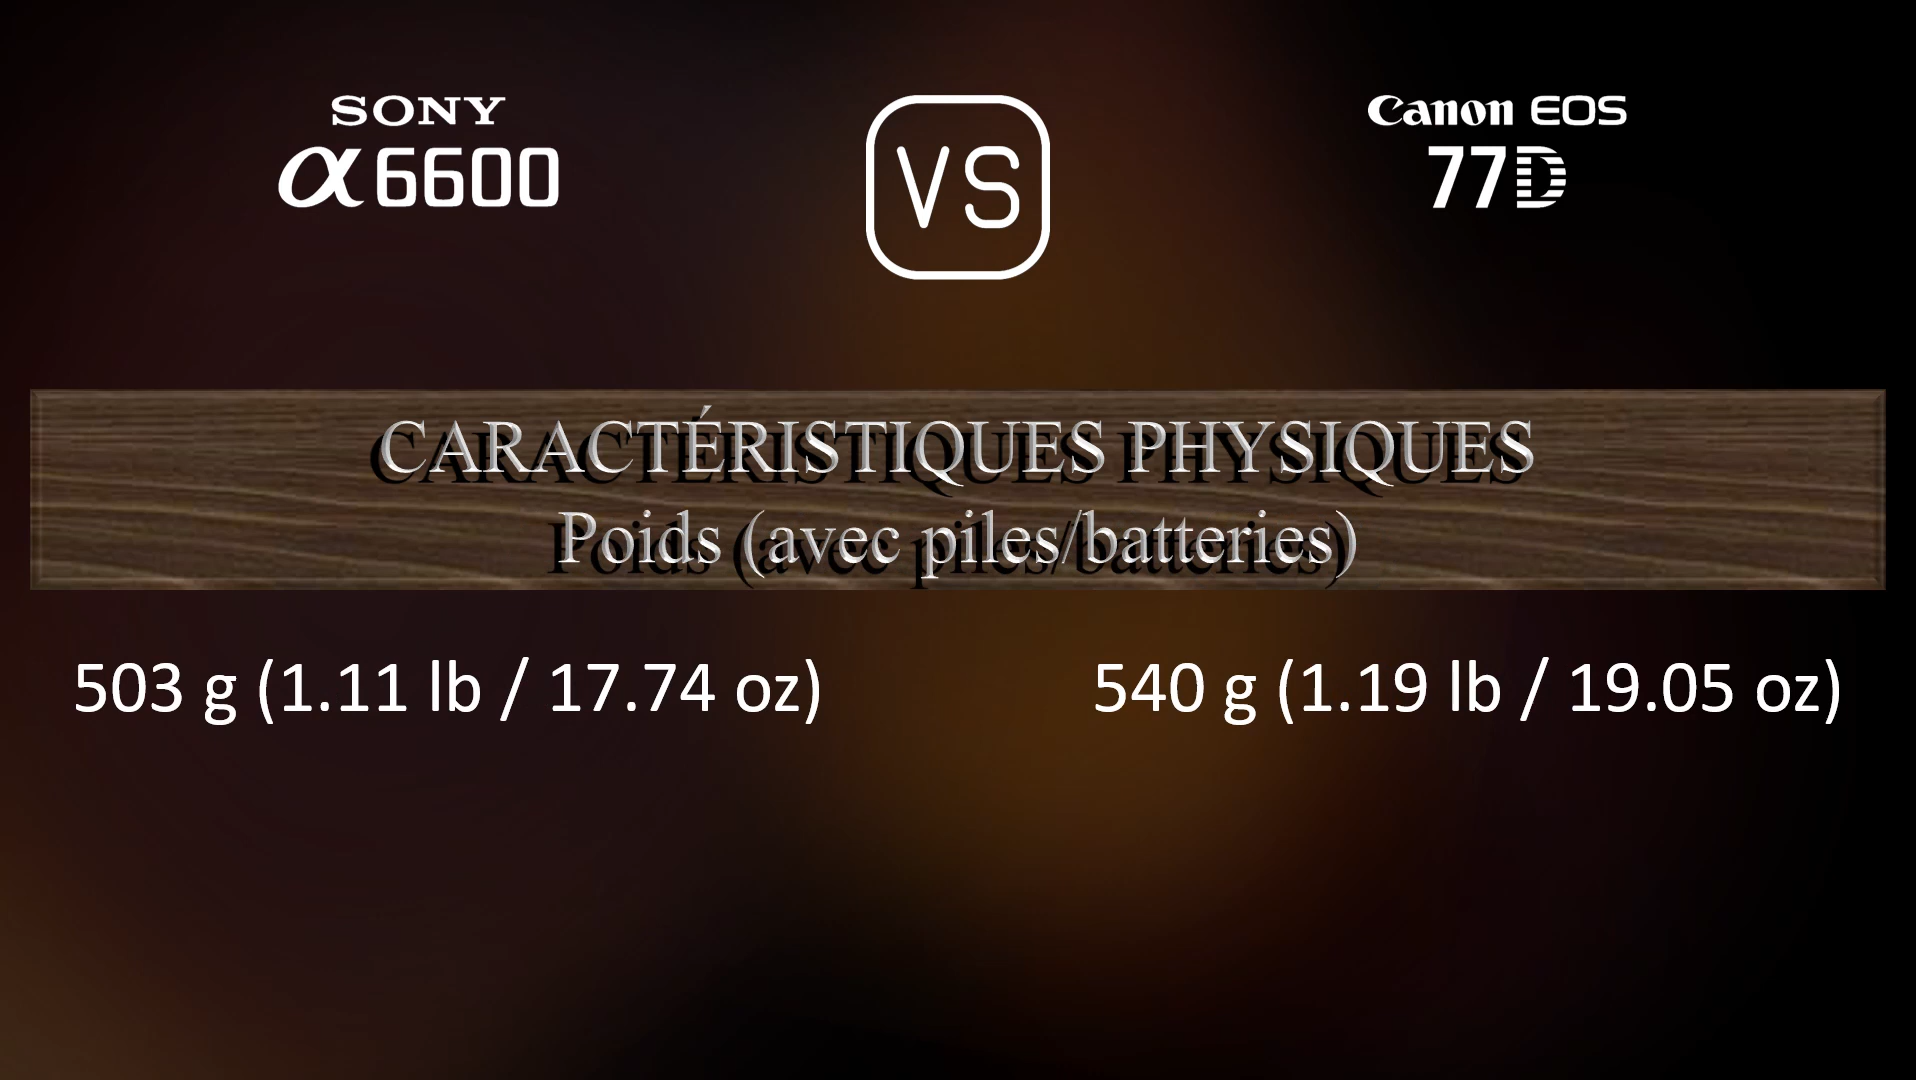 SONY
α6600
VS
Canon EOS
77D
CARACTÉRISTIQUES PHYSIQUES
Poids (avec piles/batteries)
503 g (1.11 lb / 17.74 oz)
540 g (1.19 lb / 19.05 oz)